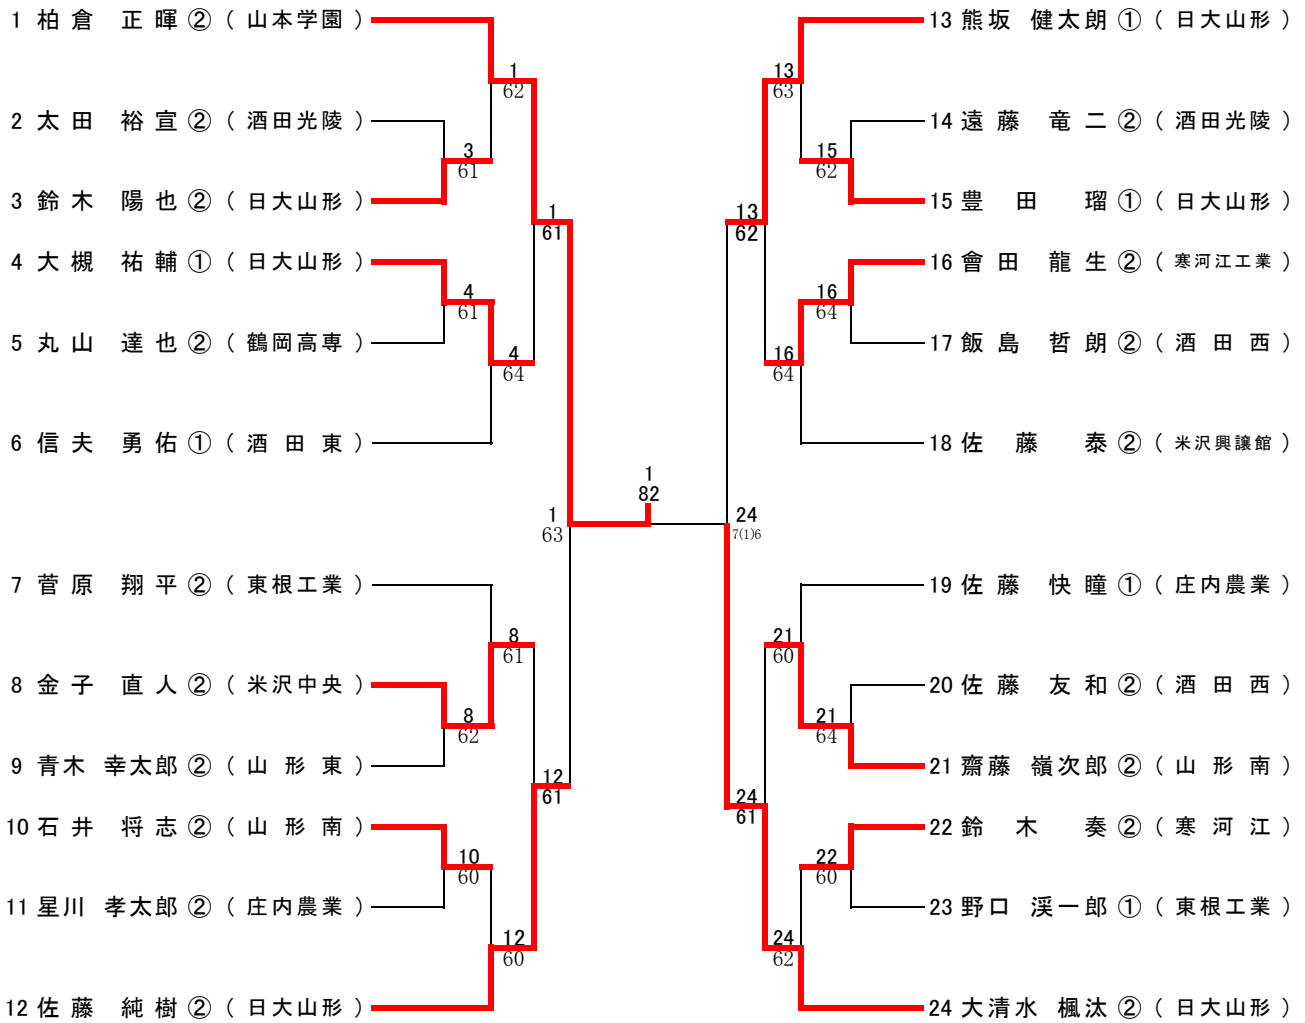 1 柏倉 正暉 ② ( 山本学園 )
2 太田 裕宣 ② ( 酒田光陵 )
3 鈴木 陽也 ② ( 日大山形 )
4 大槻 祐輔 ① ( 日大山形 )
5 丸山 達也 ② ( 鶴岡高専 )
6 信夫 勇佑 ① ( 酒田東 )
7 菅原 翔平 ② ( 東根工業 )
8 金子 直人 ② ( 米沢中央 )
9 青木 幸太郎 ② ( 山形東 )
10 石井 将志 ② ( 山形南 )
11 星川 孝太郎 ② ( 庄内農業 )
12 佐藤 純樹 ② ( 日大山形 )
3
61
4
61
8
62
10
60
1
62
4
64
8
61
12
60
1
61
12
61
1
63
1
82
24
7(1)6
13
62
24
61
13
63
16
64
21
60
24
62
15
62
16
64
21
64
22
60
13 熊坂 健太朗 ① ( 日大山形 )
14 遠藤 竜二 ② ( 酒田光陵 )
15 豊田 瑠 ① ( 日大山形 )
16 會田 龍生 ② ( 寒河江工業 )
17 飯島 哲朗 ② ( 酒田西 )
18 佐藤 泰 ② ( 米沢興譲館 )
19 佐藤 快瞳 ① ( 庄内農業 )
20 佐藤 友和 ② ( 酒田西 )
21 齋藤 嶺次郎 ② ( 山形南 )
22 鈴木 奏 ② ( 寒河江 )
23 野口 渓一郎 ① ( 東根工業 )
24 大清水 楓汰 ② ( 日大山形 )